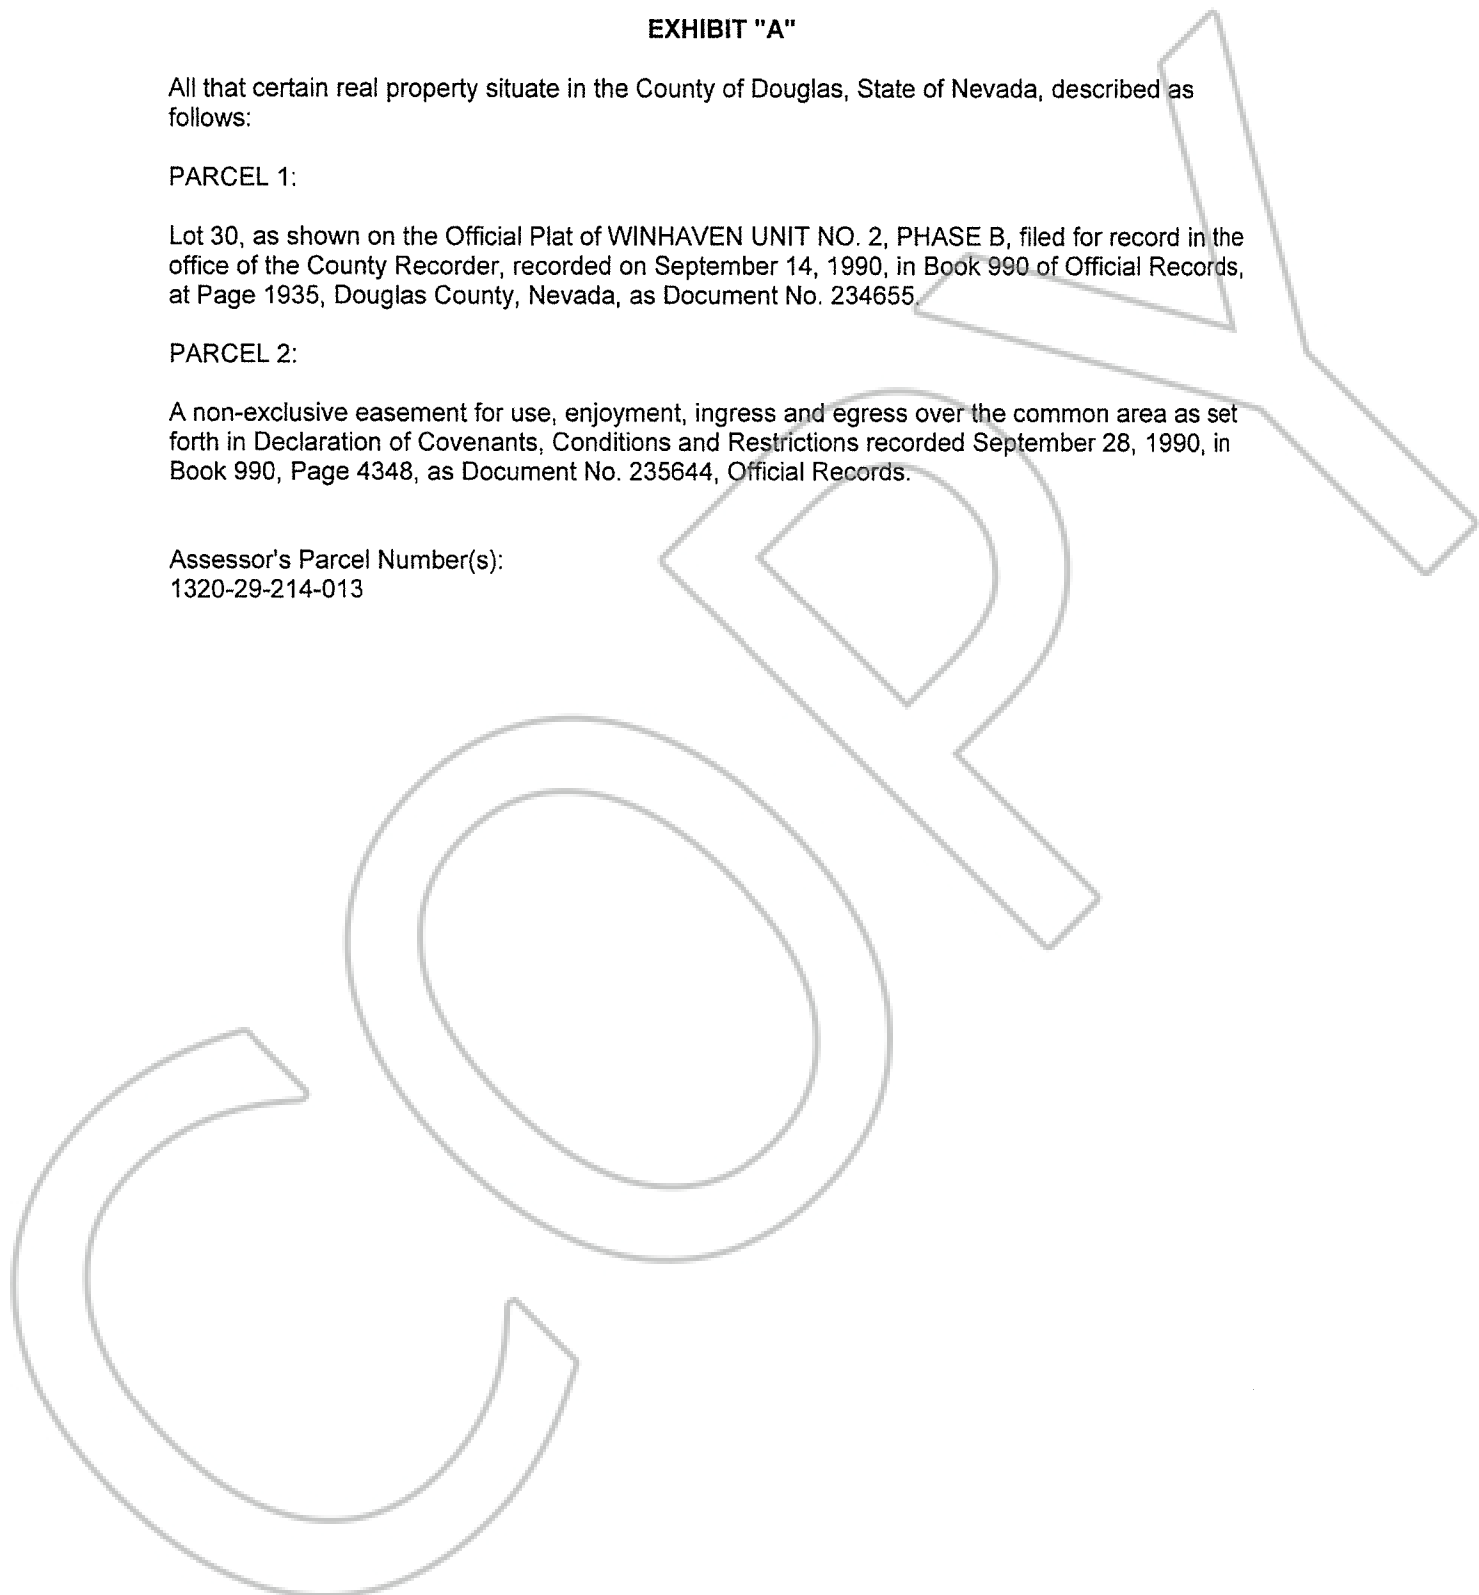 EXHIBIT "A"
All that certain real property situate in the County of Douglas, State of Nevada, described as
follows:
PARCEL 1:
Lot 30, as shown on the Official Plat of WINHAVEN UNIT NO. 2, PHASE B, filed for record in the
office of the County Recorder, recorded on September 14, 1990, in Book 990 of Official Records,
at Page 1935, Douglas County, Nevada, as Document No. 234655.
PARCEL 2:
A non-exclusive easement for use, enjoyment, ingress and egress over the common area as set
forth in Declaration of Covenants, Conditions and Restrictions recorded September 28, 1990, in
Book 990, Page 4348, as Document No. 235644, Official Records.
Assessor's Parcel Number(s):
1320-29-214-013
COPY